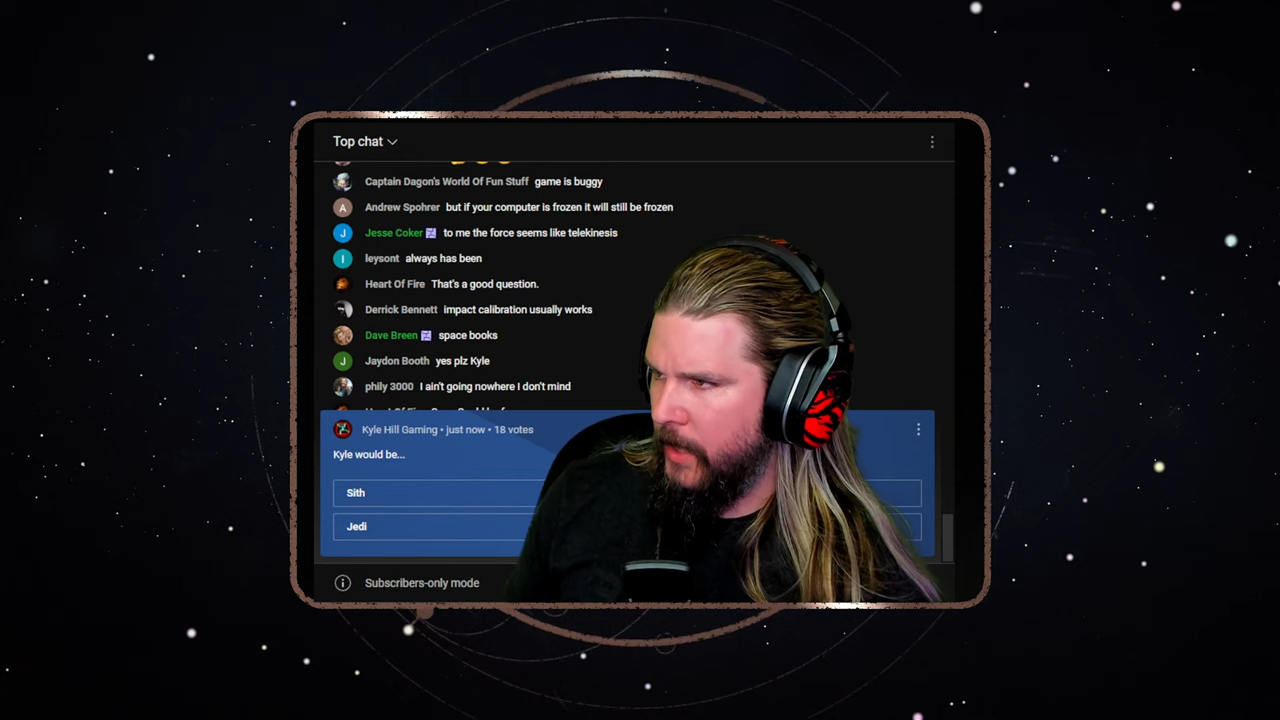 Top chat
Captain Dagon's World Of Fun Stuff game is buggy
A Andrew Spohrer but if your computer is frozen it will still be frozen
J Jesse Coker to me the force seems like telekinesis
l leysont always has been
Heart Of Fire That's a good question.
Derrick Bennett Impact calibration usually works
Dave Breen space books
J Jaydon Booth yes plz Kyle
phily 3000 I ain't going nowhere I don't mind
Kyle Hill Gaming • just now • 18 votes
Kyle would be...
Sith
Jedi
Subscribers-only mode